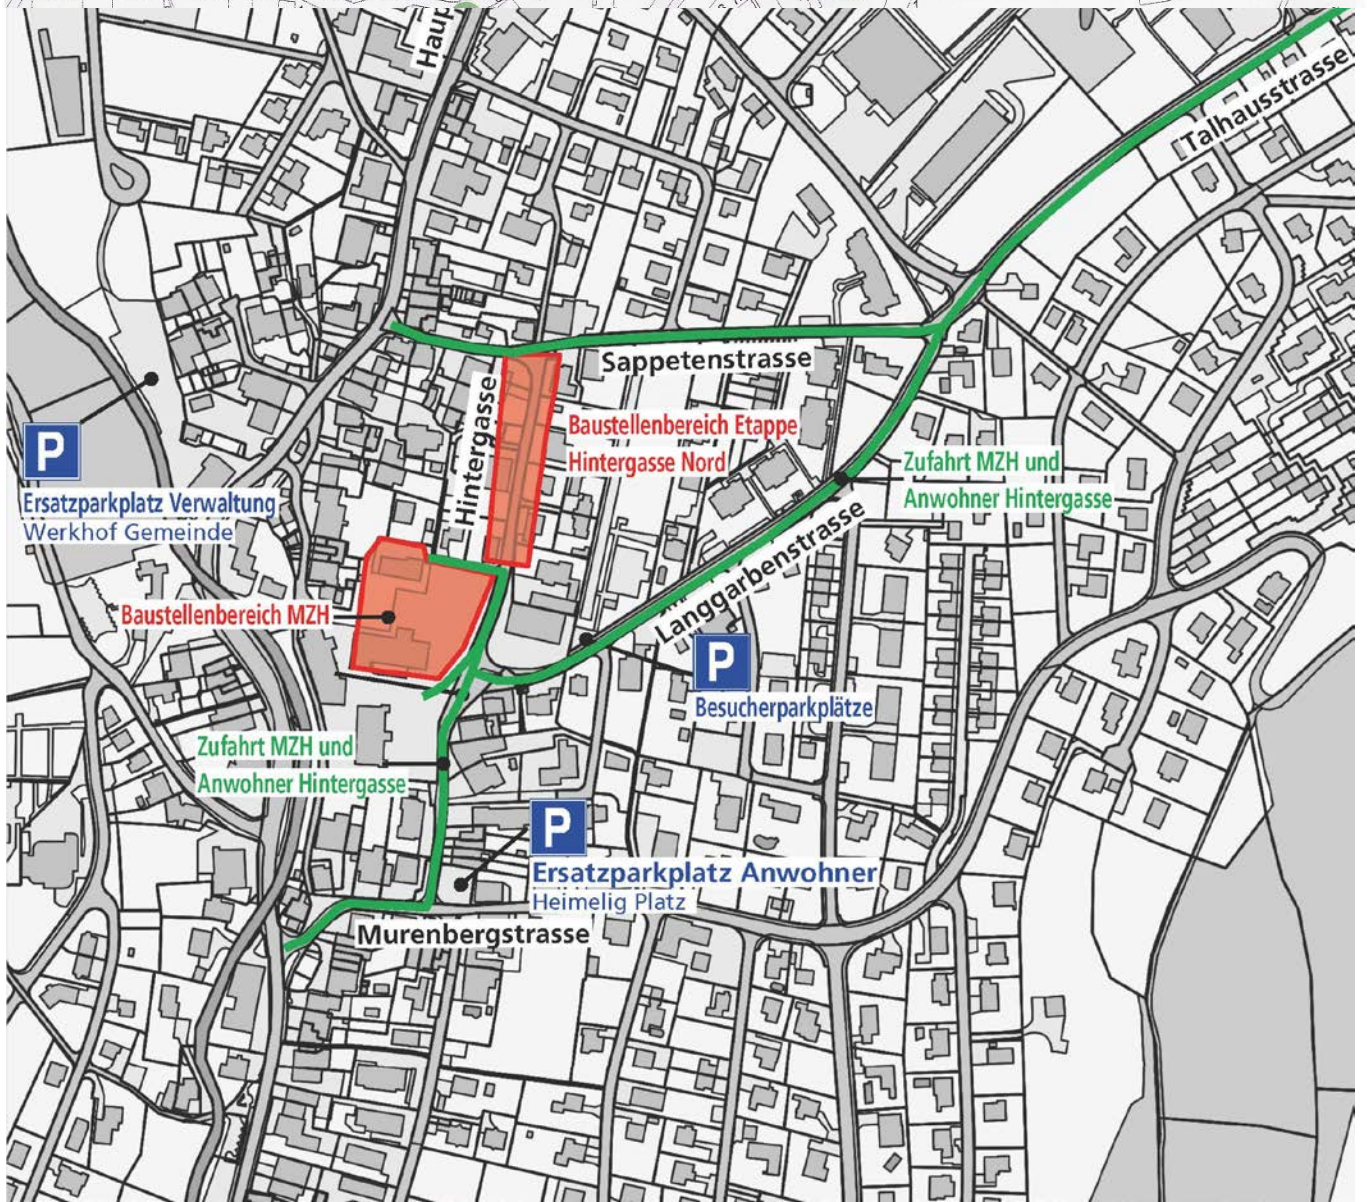 Haup
Talhausstrasse
Sappetenstrasse
Hintergasse
Baustellenbereich Etappe
Hintergasse Nord
Zufahrt MZH und
Anwohner Hintergasse
P
Ersatzparkplatz Verwaltung
Werkhof Gemeinde
Langgarbenstrasse
Baustellenbereich MZH
P
Besucherparkplätze
Zufahrt MZH und
Anwohner Hintergasse
P
Ersatzparkplatz Anwohner
Heimelig Platz
Murenbergstrasse